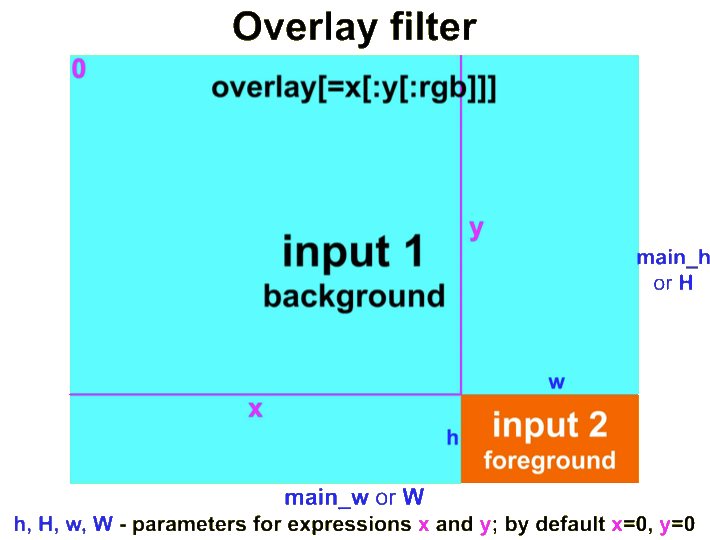 Overlay filter
0
overlay[=x[:y[:rgb]]]
y
input 1
background
main_h
or H
w
x
h
input 2
foreground
main_w or W
h, H, w, W - parameters for expressions x and y; by default x=0, y=0